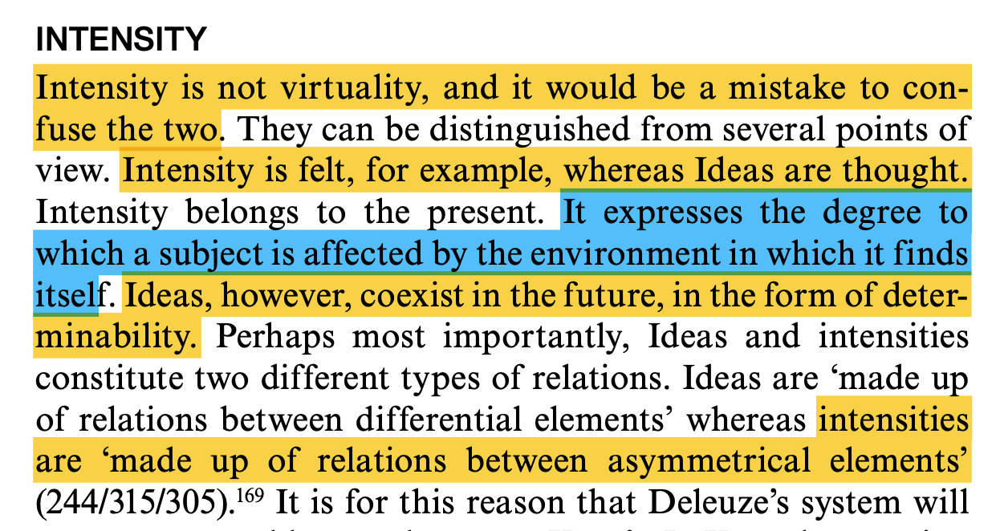 INTENSITY
Intensity is not virtuality, and it would be a mistake to con-
fuse the two. They can be distinguished from several points of
view. Intensity is felt, for example, whereas Ideas are thought.
Intensity belongs to the present. It expresses the degree to
which a subject is affected by the environment in which it finds
itself. Ideas, however, coexist in the future, in the form of deter-
minability. Perhaps most importantly, Ideas and intensities
constitute two different types of relations. Ideas are ‘made up
of relations between differential elements’ whereas intensities
are ‘made up of relations between asymmetrical elements’
(244/315/305).169 It is for this reason that Deleuze’s system will